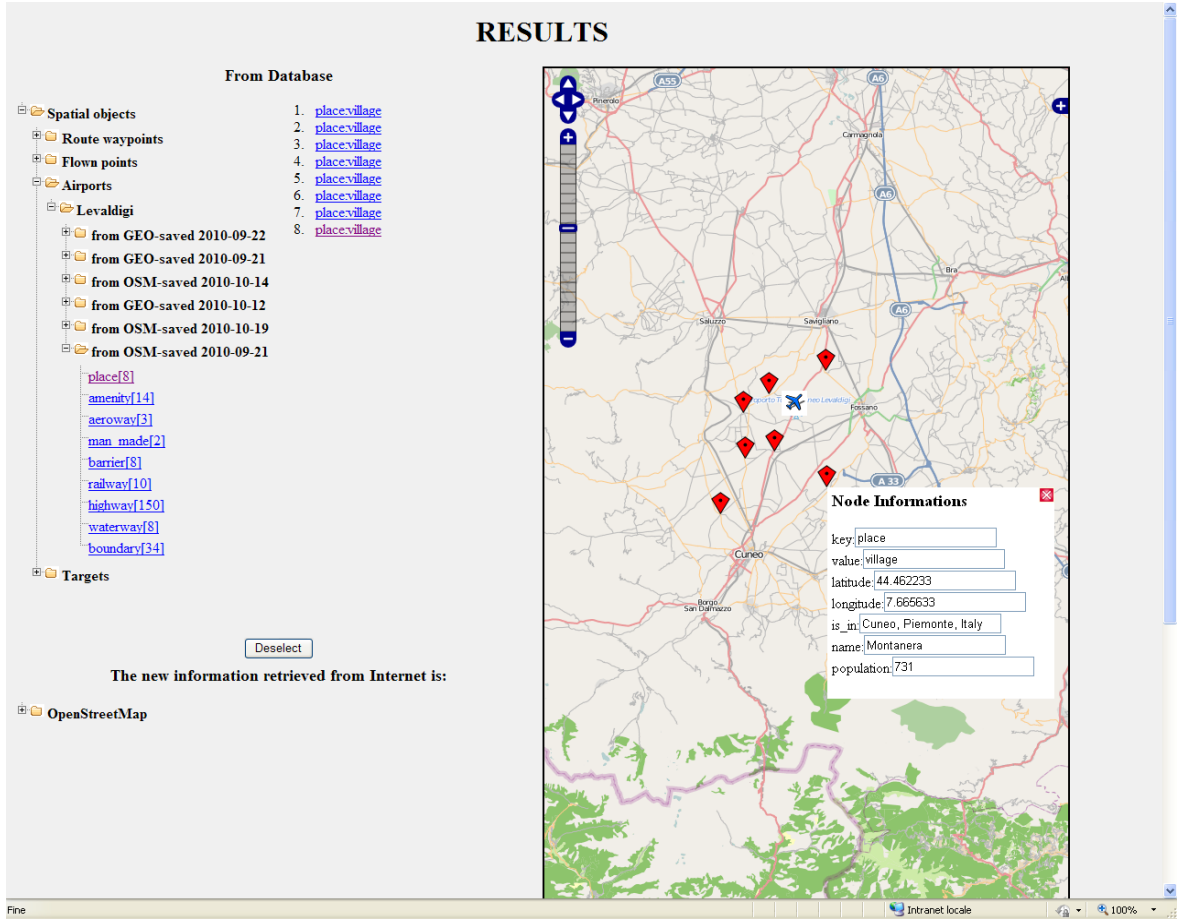 RESULTS
From Database
Spatial objects
Route waypoints
Flown points
Airports
Levaldigi
from GEO-saved 2010-09-22
from GEO-saved 2010-09-21
from OSM-saved 2010-10-14
from GEO-saved 2010-10-12
from OSM-saved 2010-10-19
from OSM-saved 2010-09-21
place[8]
amenity[14]
aeroway[3]
man_made[2]
barrier[8]
railway[10]
highway[150]
waterway[8]
boundary[34]
Targets
1. place:village
2. place:village
3. place:village
4. place:village
5. place:village
6. place:village
7. place:village
8. place:village
Deselect
The new information retrieved from Internet is:
OpenStreetMap
A55
A6
Pinerolo
Carmagnola
A6
Bra
Al
A6
Saluzzo
Savigliano
neo Levaldigi
Fossano
A 33
Cuneo
Borgo
San Dalmazzo
Node Informations
key: place
value: village
latitude: 44.462233
longitude: 7.665633
is_in: Cuneo, Piemonte, Italy
name: Montanera
population: 731
Fine
Intranet locale
100%